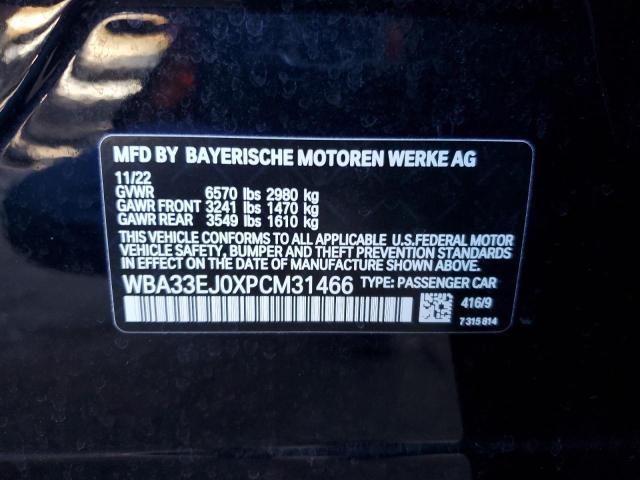 MFD BY BAYERISCHE MOTOREN WERKE AG
11/22
GVWR 6570 lbs 2980 kg
GAWR FRONT 3241 lbs 1470 kg
GAWR REAR 3549 lbs 1610 kg
THIS VEHICLE CONFORMS TO ALL APPLICABLE U.S.FEDERAL MOTOR
VEHICLE SAFETY, BUMPER, AND THEFT PREVENTION
STANDARDS IN EFFECT ON THE DATE OF MANUFACTURE SHOWN ABOVE.
WBA33EJ0XPCM31466 TYPE: PASSENGER CAR
416/9
7 315 814